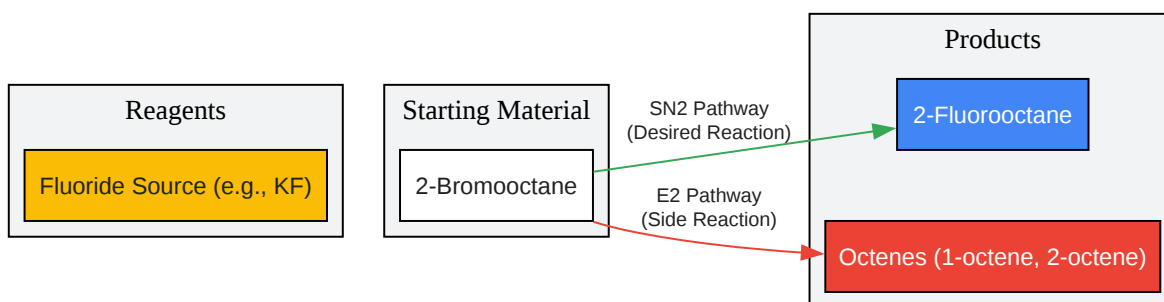 Reagents
Fluoride Source (e.g., KF)
Starting Material
2-Bromooctane
SN2 Pathway
(Desired Reaction)
E2 Pathway
(Side Reaction)
Products
2-Fluorooctane
Octenes (1-octene, 2-octene)